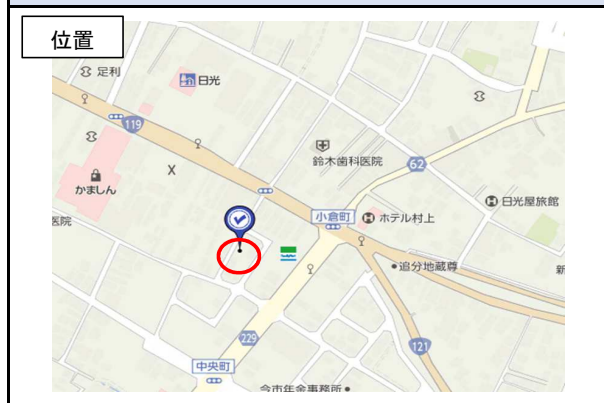 位置
足利
日光
119
鈴木歯科医院
62
かましん
X
日光屋旅館
医院
小倉町
ホテル村上
追分地蔵尊
新
229
121
中央町
今市年金事務所